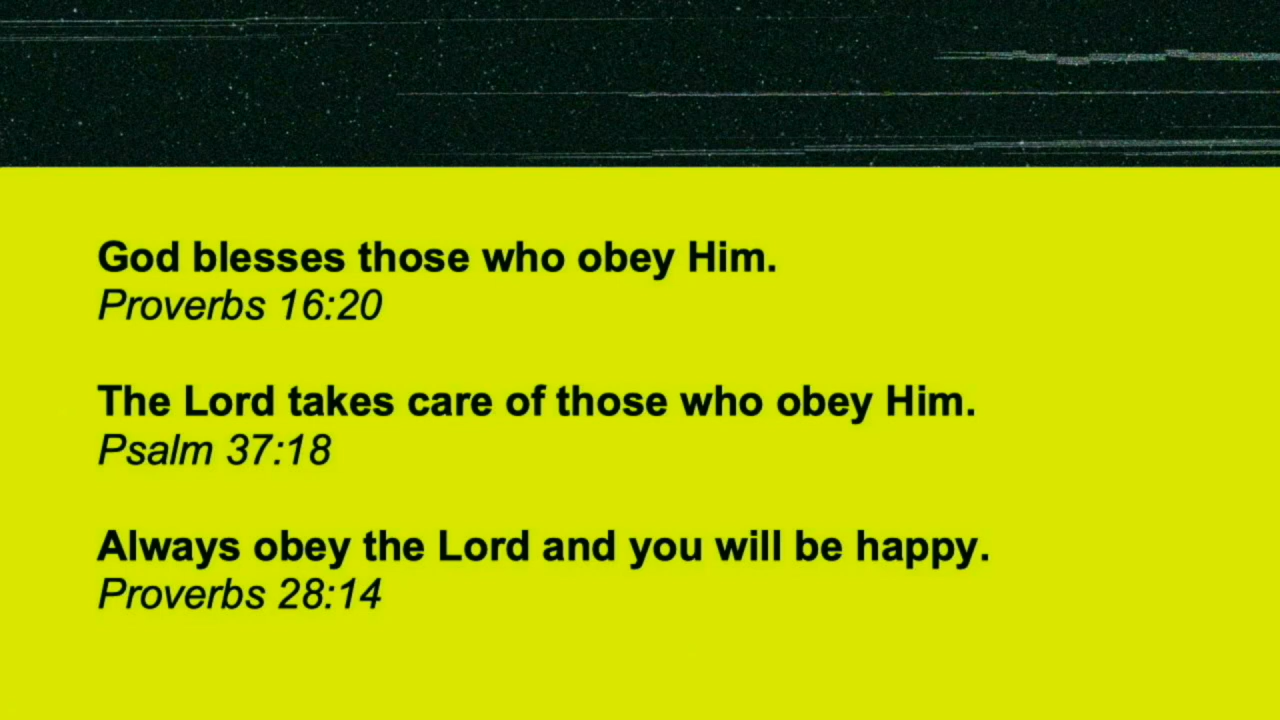 God blesses those who obey Him.
Proverbs 16:20
The Lord takes care of those who obey Him.
Psalm 37:18
Always obey the Lord and you will be happy.
Proverbs 28:14